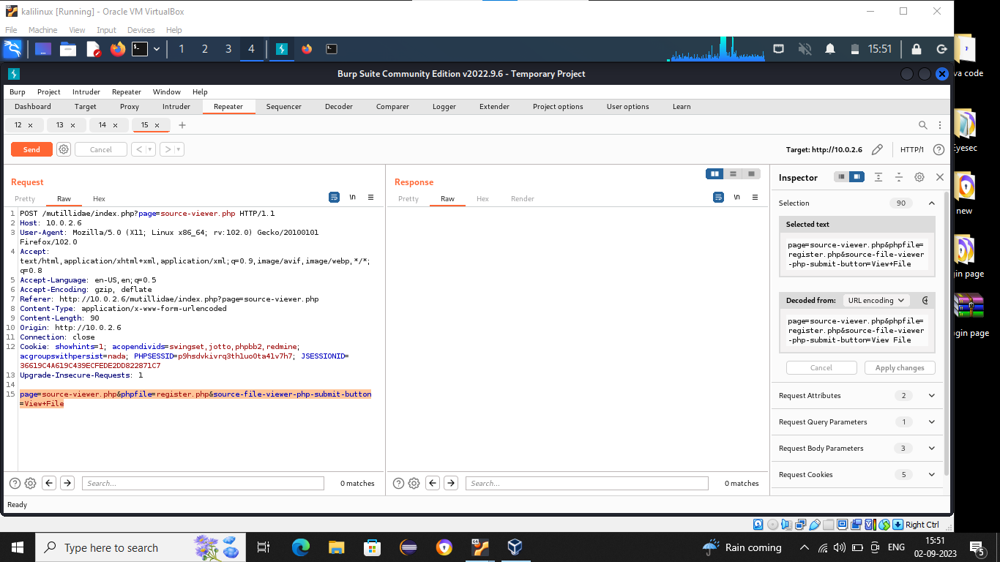 kalilinux [Running] - Oracle VM VirtualBox
File Machine View Input Devices Help
1 2 3 4 15:51
Burp Suite Community Edition v2022.9.6 - Temporary Project
Burp Project Intruder Repeater Window Help
Dashboard Target Proxy Intruder Repeater Sequencer Decoder Comparer Logger Extender Project options User options Learn
12 × 13 × 14 × 15 × +
Send Cancel < > Target: http://10.0.2.6 HTTP/1
Request
Pretty Raw Hex \n
1 POST /mutillidae/index.php?page=source-viewer.php HTTP/1.1
2 Host: 10.0.2.6
3 User-Agent: Mozilla/5.0 (X11; Linux x86_64; rv:102.0) Gecko/20100101
Firefox/102.0
4 Accept:
text/html,application/xhtml+xml,application/xml;q=0.9,image/avif,image/webp,*/*;
q=0.8
5 Accept-Language: en-US,en;q=0.5
6 Accept-Encoding: gzip, deflate
7 Referer: http://10.0.2.6/mutillidae/index.php?page=source-viewer.php
8 Content-Type: application/x-www-form-urlencoded
9 Content-Length: 90
10 Origin: http://10.0.2.6
11 Connection: close
12 Cookie: showhints=1; acopendivids=swingset,jotto,phpbb2,redmine;
acgroupswithpersist=nada; PHPSESSID=p9hsdvkivrq3th1uo0ta41v7h7; JSESSIONID=
36619C4A619C439ECFEDE2DD822871C7
13 Upgrade-Insecure-Requests: 1
14
15 page=source-viewer.php&phpfile=register.php&source-file-viewer-php-submit-button
=View+File
Search... 0 matches
Response
Pretty Raw Hex Render \n
Search... 0 matches
Inspector
Selection 90
Selected text
page=source-viewer.php&phpfile=
register.php&source-file-viewer
-php-submit-button=View+File
Decoded from: URL encoding
page=source-viewer.php&phpfile=
register.php&source-file-viewer
-php-submit-button=View File
Cancel Apply changes
Request Attributes 2
Request Query Parameters 1
Request Body Parameters 3
Request Cookies 5
Ready
Right Ctrl
va code
Eyesec
new
gin page
ogin page
Type here to search
Rain coming ENG 15:51
02-09-2023 5